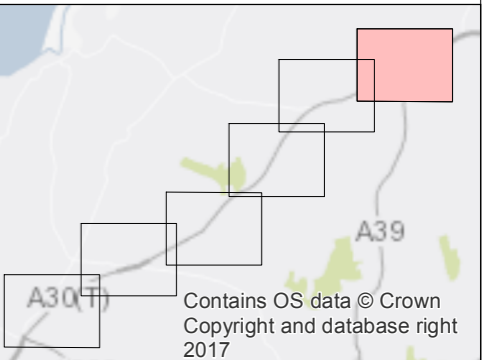 A39
A30(T)
Contains OS data © Crown
Copyright and database right
2017